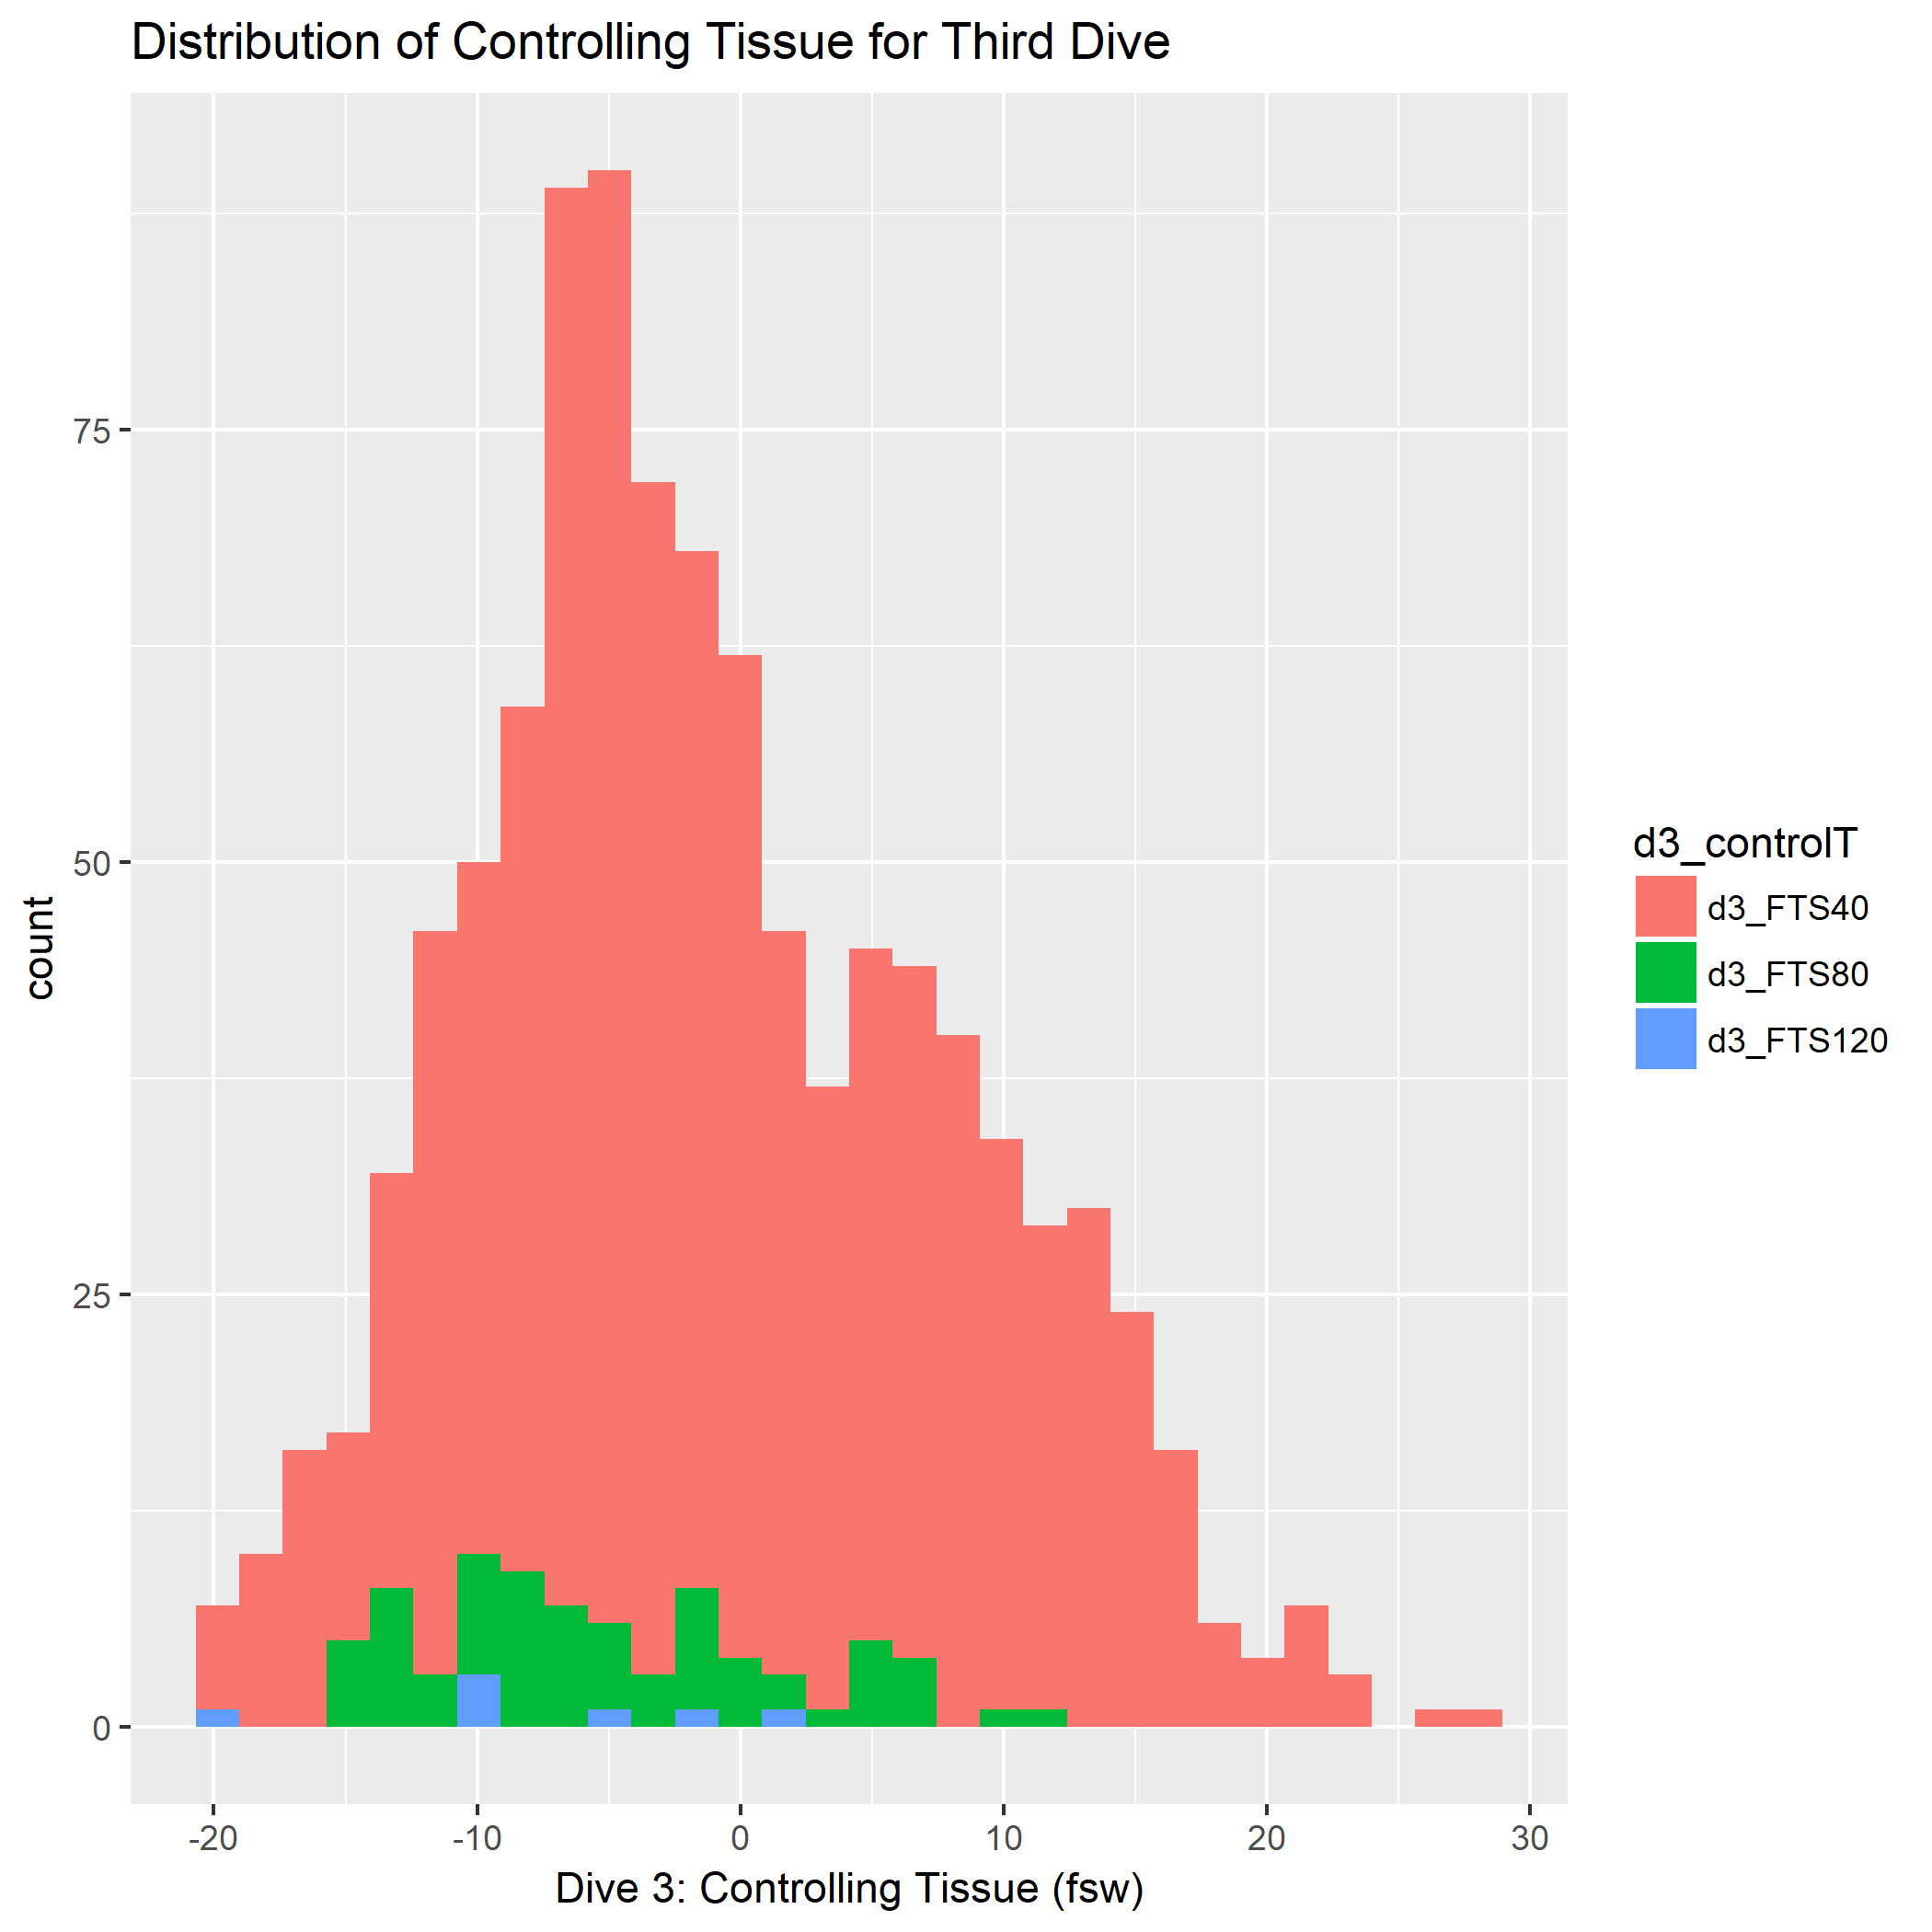 Distribution of Controlling Tissue for Third Dive
75
50
25
0
count
-20
-10
0
10
20
30
Dive 3: Controlling Tissue (fsw)
d3_controlT
d3_FTS40
d3_FTS80
d3_FTS120